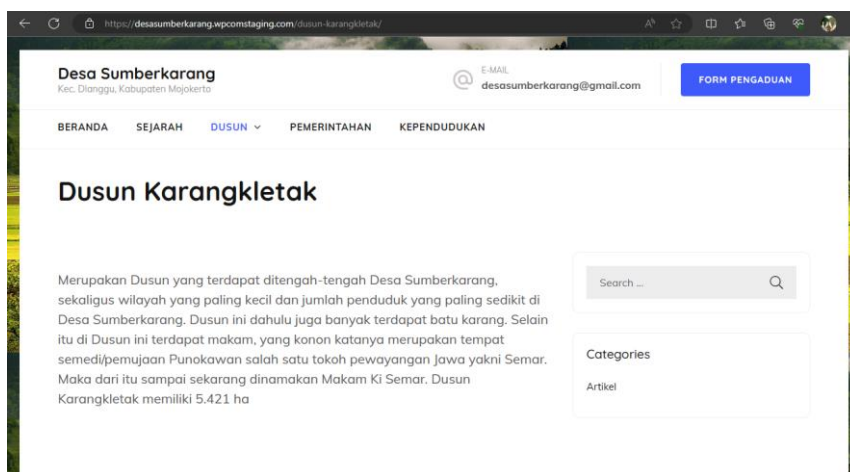 https://desasumberkarang.wpcomstaging.com/dusun-karangkletak/
Desa Sumberkarang
Kec. Dlanggu, Kabupaten Mojokerto
E-MAIL
desasumberkarang@gmail.com
FORM PENGADUAN
BERANDA SEJARAH DUSUN PEMERINTAHAN KEPENDUDUKAN
Dusun Karangkletak
Merupakan Dusun yang terdapat ditengah-tengah Desa Sumberkarang,
sekaligus wilayah yang paling kecil dan jumlah penduduk yang paling sedikit di
Desa Sumberkarang. Dusun ini dahulu juga banyak terdapat batu karang. Selain
itu di Dusun ini terdapat makam, yang konon katanya merupakan tempat
semedi/pemujaan Punokawan salah satu tokoh pewayangan Jawa yakni Semar.
Maka dari itu sampai sekarang dinamakan Makam Ki Semar. Dusun
Karangkletak memiliki 5.421 ha
Search ...
Categories
Artikel